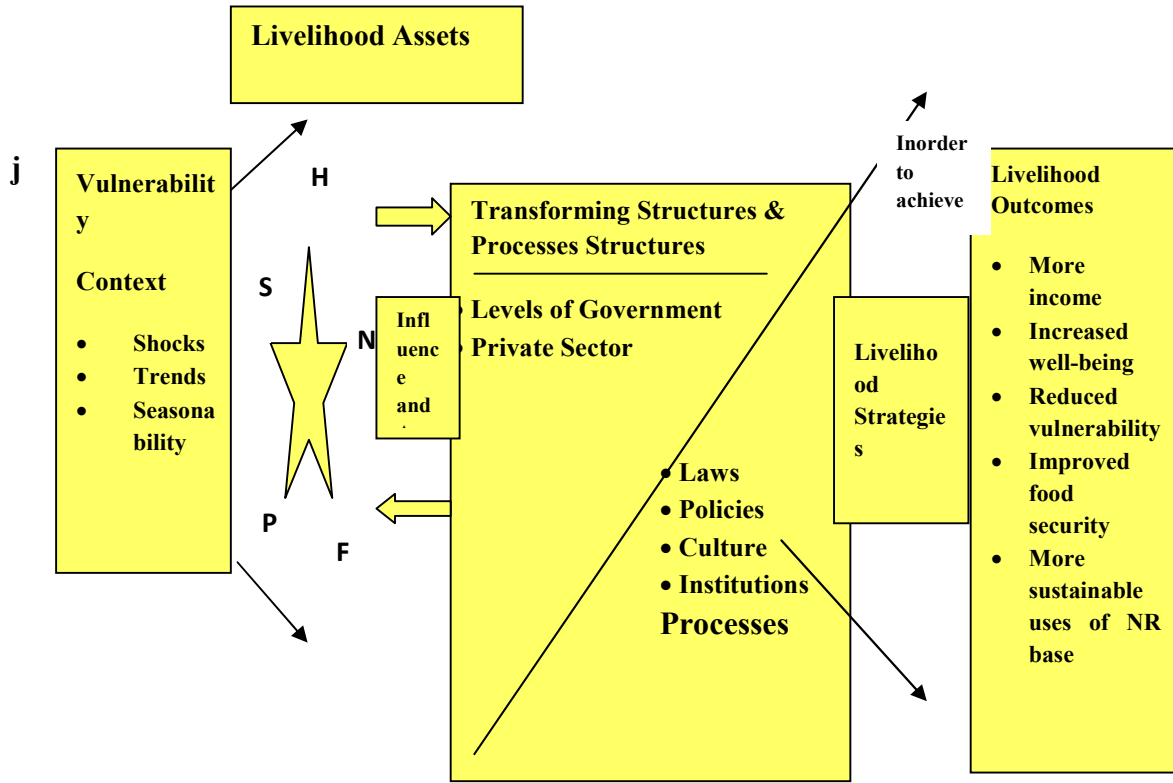 Livelihood Assets
j
Vulnerabilit
y
Context
• Shocks
• Trends
• Seasona
bility
H
S
N
P
F
Infl
uenc
e
and
Transforming Structures &
Processes Structures
• Levels of Government
• Private Sector
• Laws
• Policies
• Culture
• Institutions
Processes
Liveliho
od
Strategie
s
Inorder
to
achieve
Livelihood
Outcomes
• More
income
• Increased
well-being
• Reduced
vulnerability
• Improved
food
security
• More
sustainable
uses of NR
base